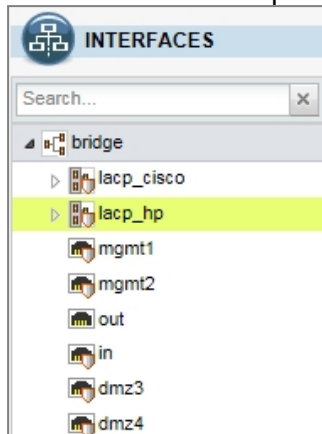 INTERFACES
Search...
bridge
lacp_cisco
lacp_hp
mgmt1
mgmt2
out
in
dmz3
dmz4